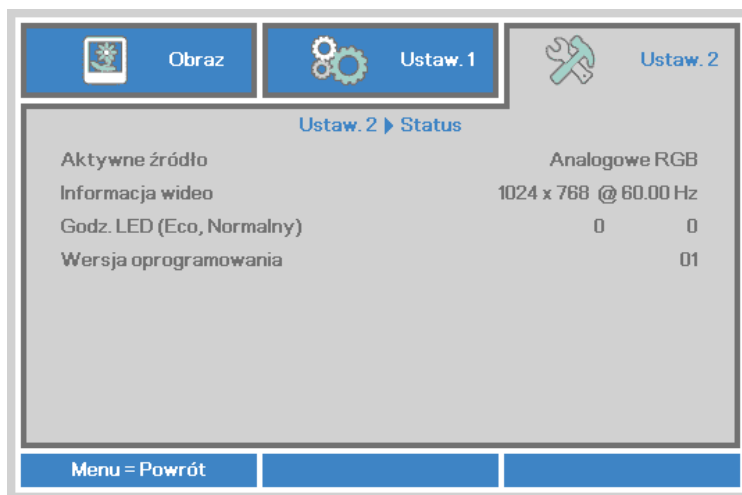 Obraz Ustaw. 1 Ustaw. 2
Ustaw. 2 Status
Aktywne źródło Analogowe RGB
Informacja wideo 1024 x 768 @ 60.00 Hz
Godz. LED (Eco, Normalny) 0 0
Wersja oprogramowania 01
Menu = Powrót